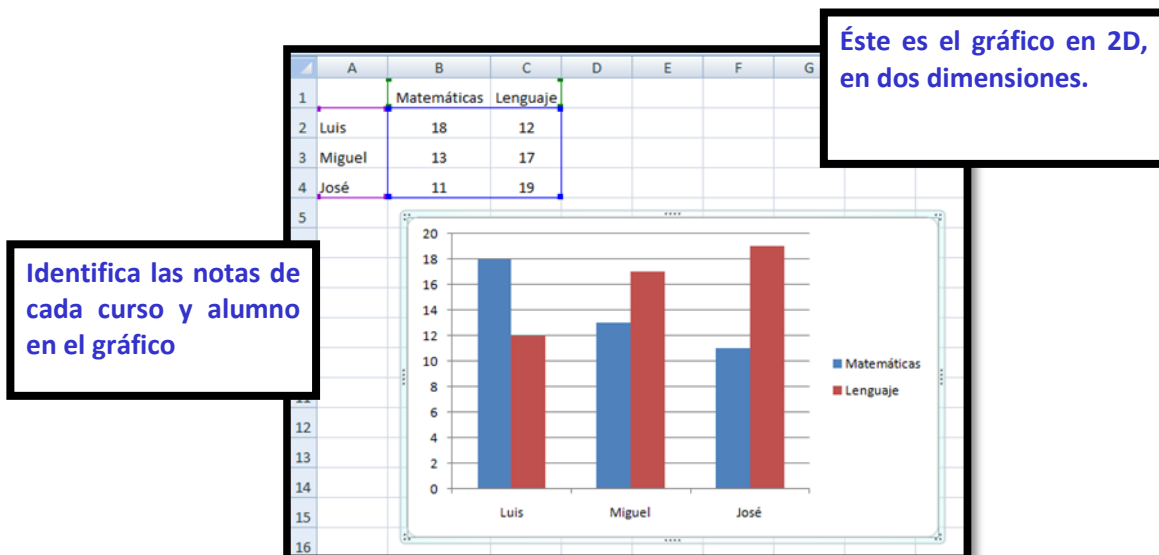 Éste es el gráfico en 2D,
en dos dimensiones.
A B C D E F G
1 Matemáticas Lenguaje
2 Luis 18 12
3 Miguel 13 17
4 José 11 19
5
Identifica las notas de
cada curso y alumno
en el gráfico
20
18
16
14
12
10
8
6
4
2
0
Luis Miguel José
Matemáticas
Lenguaje
12
13
14
15
16